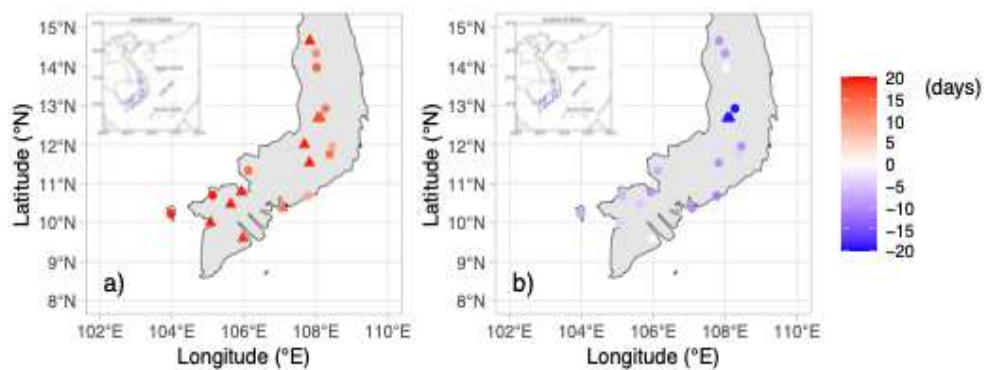 15°N
14°N
13°N
12°N
11°N
10°N
9°N
8°N
Latitude (°N)
a)
102°E 104°E 106°E 108°E 110°E
Longitude (°E)
15°N
14°N
13°N
12°N
11°N
10°N
9°N
8°N
Latitude (°N)
b)
102°E 104°E 106°E 108°E 110°E
Longitude (°E)
(days)
20
15
10
5
0
−5
−10
−15
−20